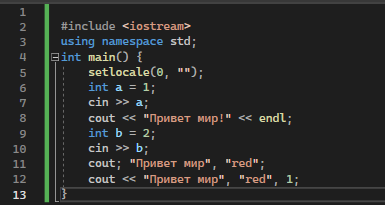 1
2 #include <iostream>
3 using namespace std;
4 int main() {
5 setlocale(0, "");
6 int a = 1;
7 cin >> a;
8 cout << "Привет мир!" << endl;
9 int b = 2;
10 cin >> b;
11 cout; "Привет мир", "red";
12 cout << "Привет мир", "red", 1;
13 }